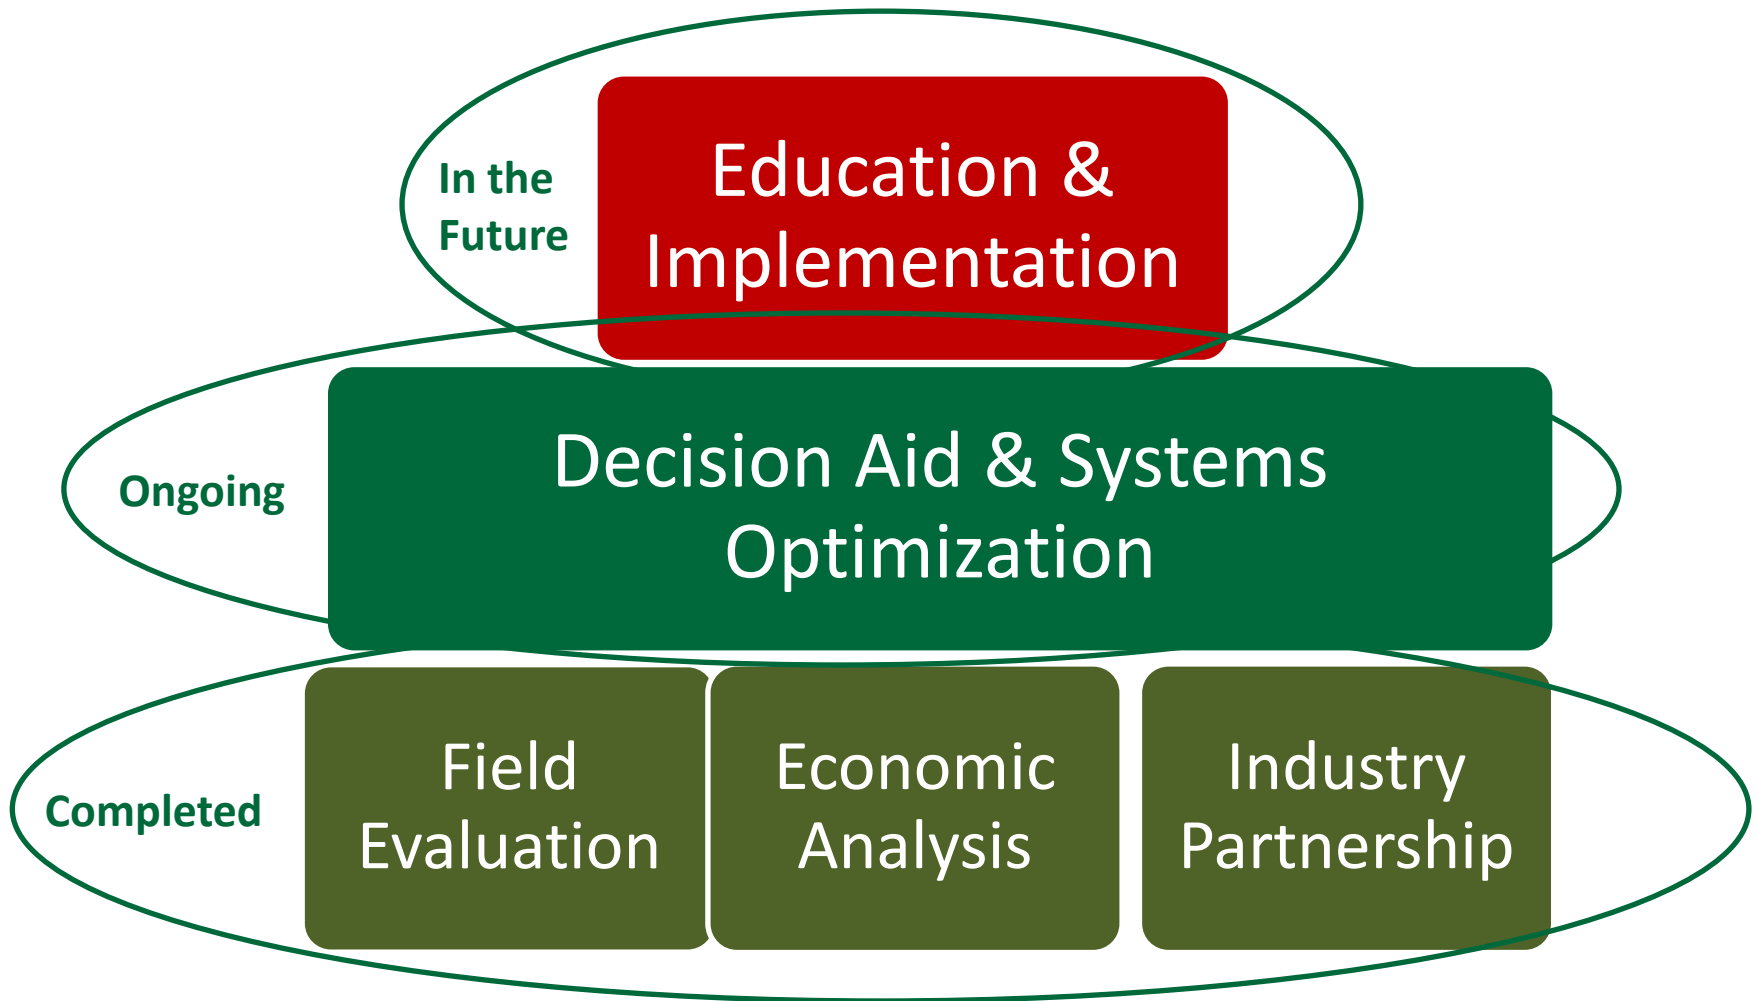 In the
Future
Education &
Implementation
Ongoing
Decision Aid & Systems
Optimization
Completed
Field
Evaluation
Economic
Analysis
Industry
Partnership